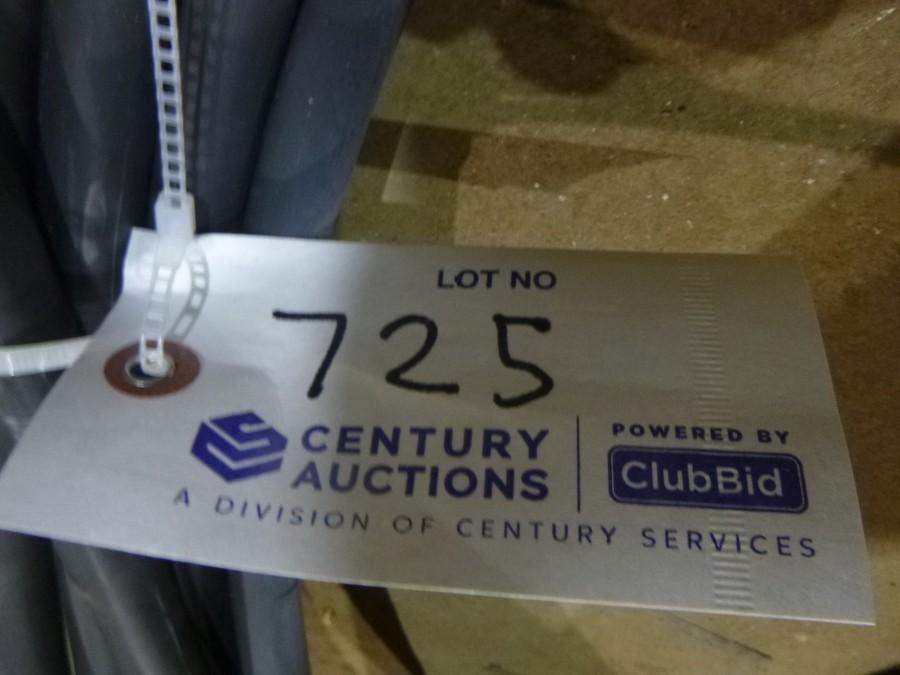 LOT NO
725
CENTURY
AUCTIONS
POWERED BY
ClubBid
A DIVISION OF CENTURY SERVICES